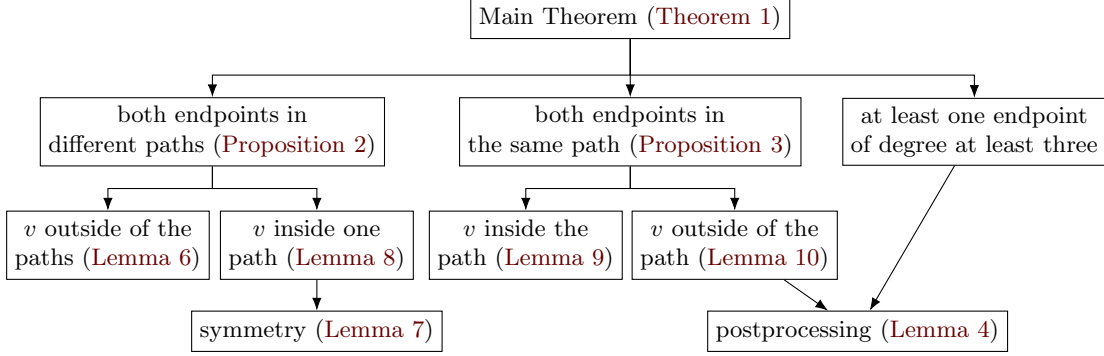 Main Theorem (Theorem 1)
both endpoints in
different paths (Proposition 2)
both endpoints in
the same path (Proposition 3)
at least one endpoint
of degree at least three
v outside of the
paths (Lemma 6)
v inside one
path (Lemma 8)
v inside the
path (Lemma 9)
v outside of the
path (Lemma 10)
symmetry (Lemma 7)
postprocessing (Lemma 4)